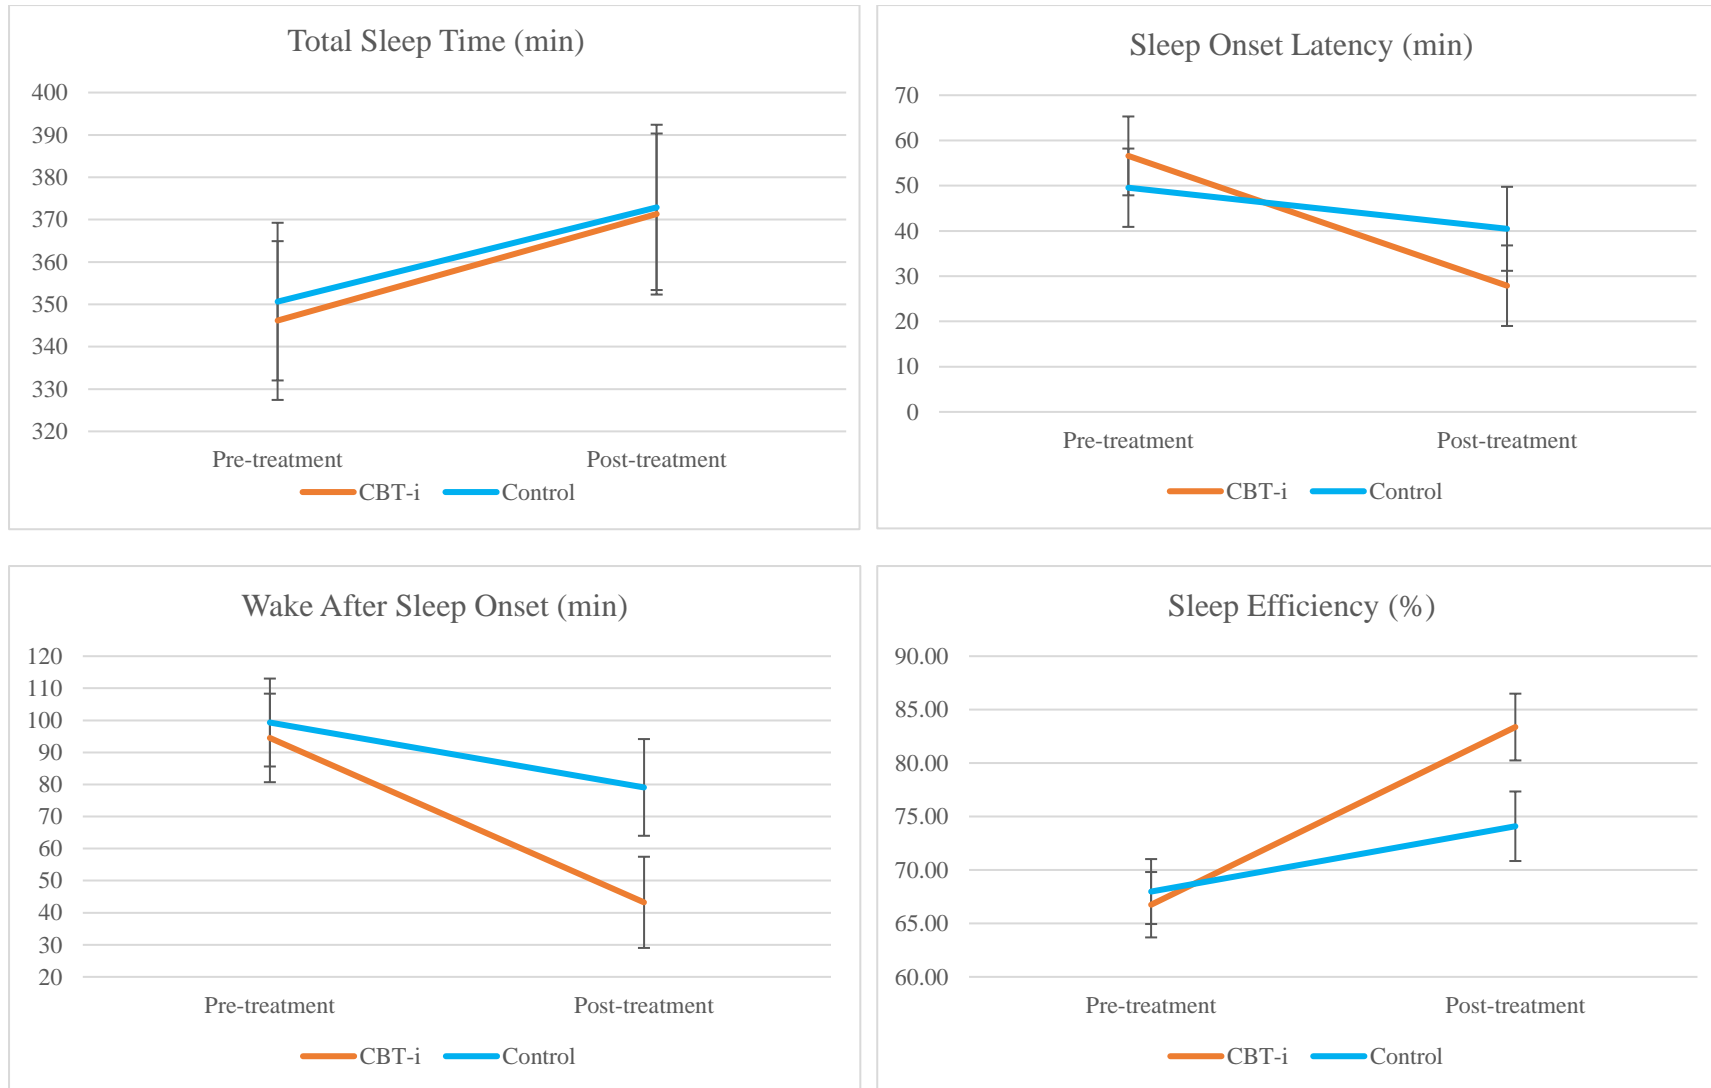 Total Sleep Time (min)
400
390
380
370
360
350
340
330
320
Pre-treatment Post-treatment
CBT-i Control
Sleep Onset Latency (min)
70
60
50
40
30
20
10
0
Pre-treatment Post-treatment
CBT-i Control
Wake After Sleep Onset (min)
120
110
100
90
80
70
60
50
40
30
20
Pre-treatment Post-treatment
CBT-i Control
Sleep Efficiency (%)
90.00
85.00
80.00
75.00
70.00
65.00
60.00
Pre-treatment Post-treatment
CBT-i Control